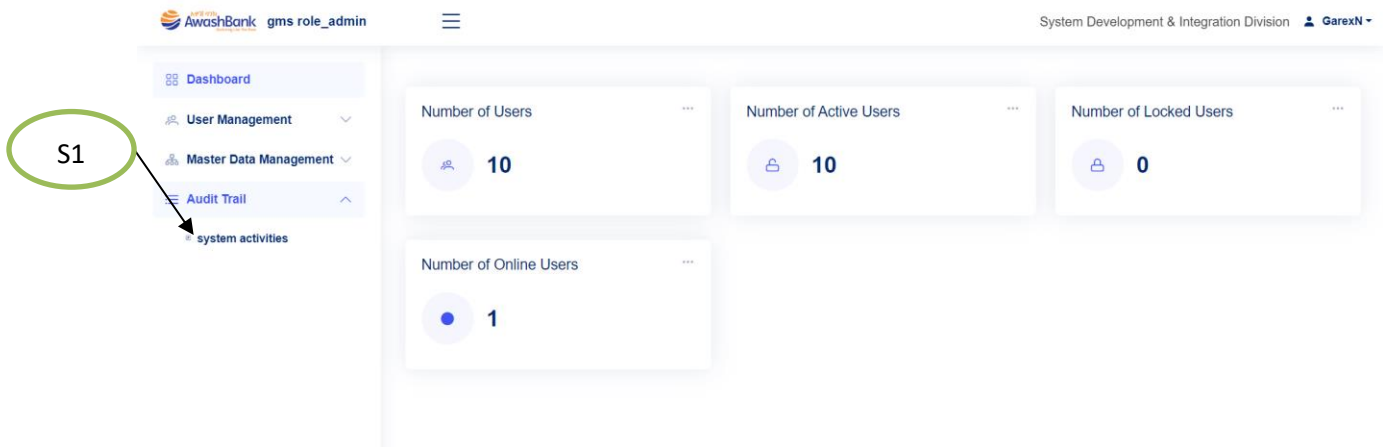 AwashBank gms role_admin
System Development & Integration Division GarexN
Dashboard
User Management
Master Data Management
Audit Trail
system activities
S1
Number of Users
10
Number of Active Users
10
Number of Locked Users
0
Number of Online Users
1